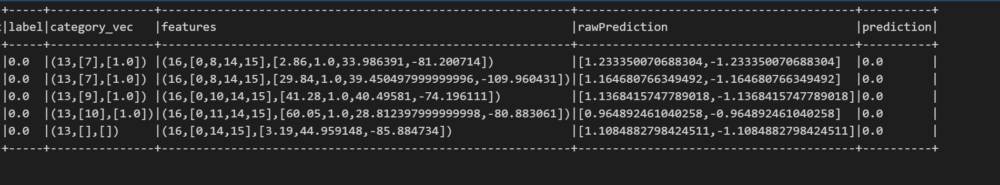 +-----+---------------+-----------------------------------------------------------+----------------------------------------+----------+
|label|category_vec   |features                                                   |rawPrediction                           |prediction|
+-----+---------------+-----------------------------------------------------------+----------------------------------------+----------+
|0.0  |(13,[7],[1.0]) |(16,[0,8,14,15],[2.86,1.0,33.986391,-81.200714])           |[1.233350070688304,-1.233350070688304]  |0.0       |
|0.0  |(13,[7],[1.0]) |(16,[0,8,14,15],[29.84,1.0,39.450497999999996,-109.960431])|[1.164680766349492,-1.164680766349492]  |0.0       |
|0.0  |(13,[9],[1.0]) |(16,[0,10,14,15],[41.28,1.0,40.49581,-74.196111])          |[1.1368415747789018,-1.1368415747789018]|0.0       |
|0.0  |(13,[10],[1.0])|(16,[0,11,14,15],[60.05,1.0,28.812397999999998,-80.883061])|[0.964892461040258,-0.964892461040258]  |0.0       |
|0.0  |(13,[],[])     |(16,[0,14,15],[3.19,44.959148,-85.884734])                 |[1.1084882798424511,-1.1084882798424511]|0.0       |
+-----+---------------+-----------------------------------------------------------+----------------------------------------+----------+